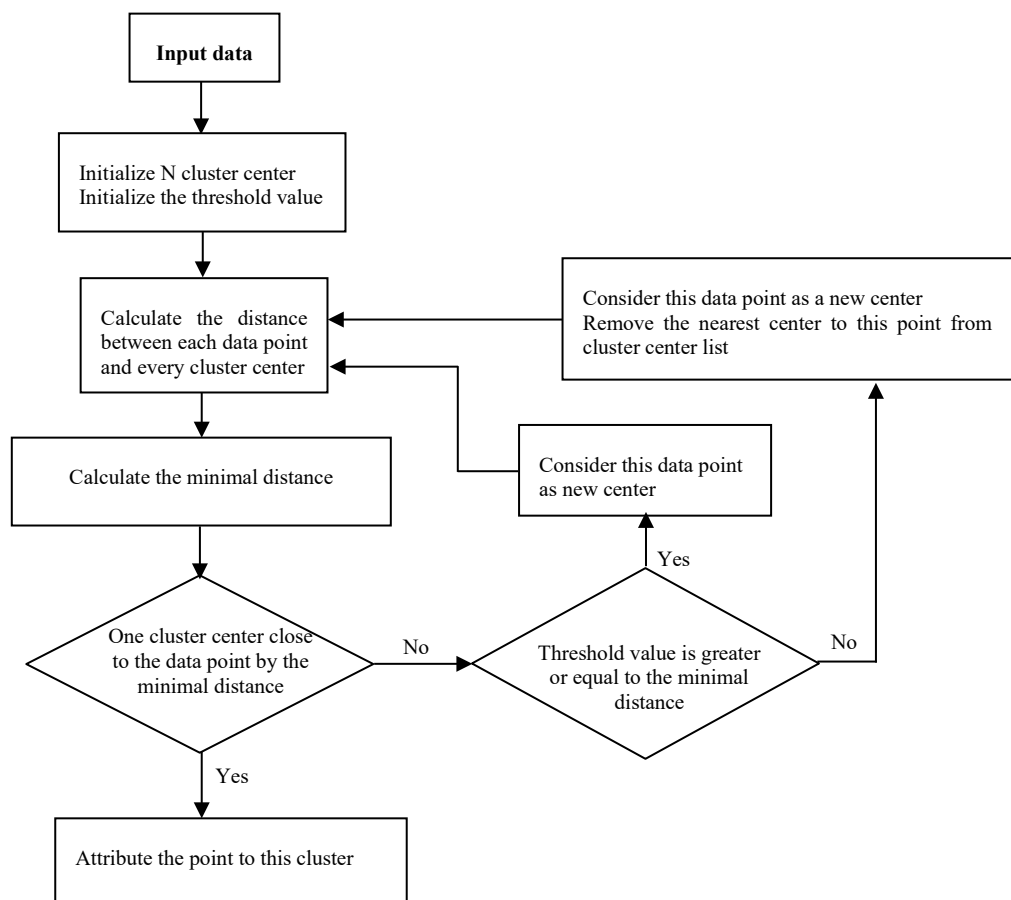 Input data
Initialize N cluster center
Initialize the threshold value
Calculate the distance
between each data point
and every cluster center
Consider this data point as a new center
Remove the nearest center to this point from
cluster center list
Calculate the minimal distance
Consider this data point
as new center
Yes
One cluster center close
to the data point by the
minimal distance
No
Threshold value is greater
or equal to the minimal
distance
No
Yes
Attribute the point to this cluster